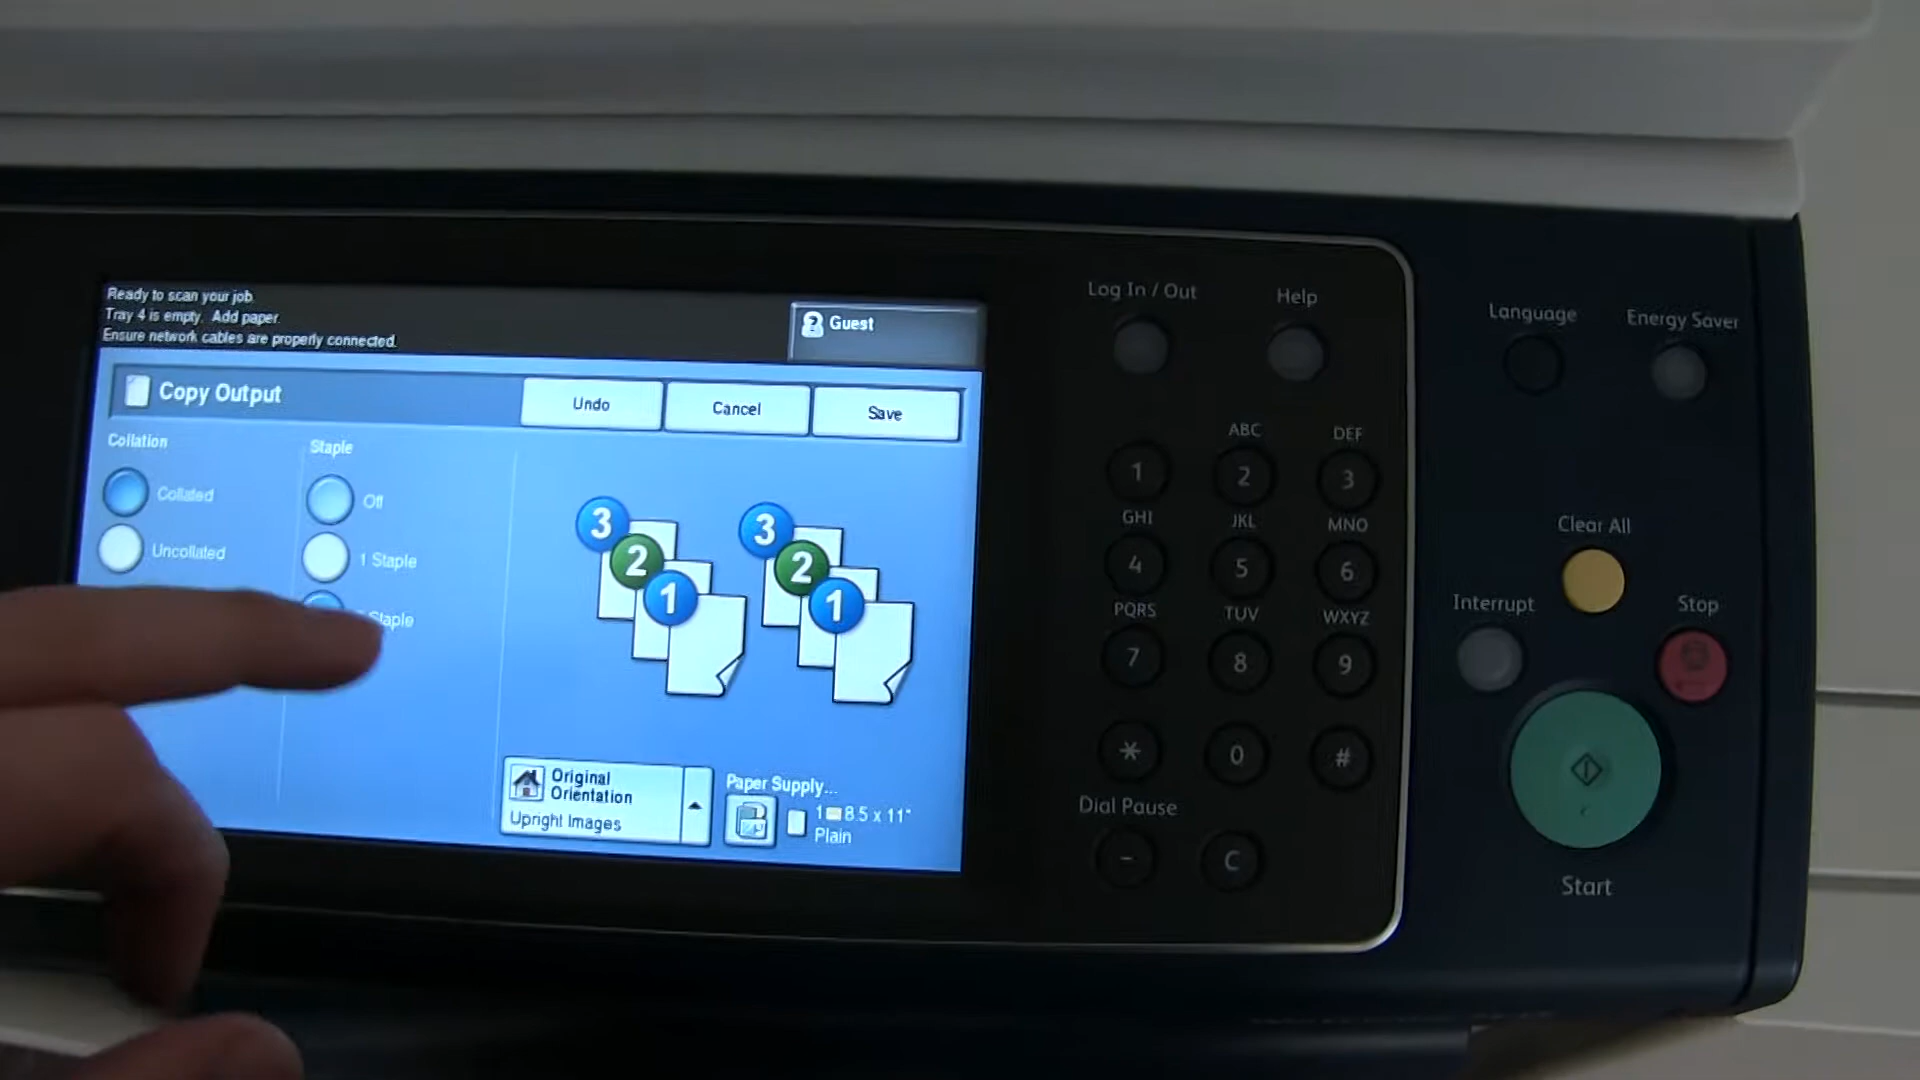 Ready to scan your job.
Tray 4 is empty. Add paper.
Ensure network cables are properly connected.
Guest
Copy Output
Undo
Cancel
Save
Collation
Collated
Uncollated
Staple
Off
1 Staple
Staple
3
2
1
3
2
1
Original
Orientation
Upright Images
Paper Supply...
1 8.5 x 11"
Plain
Log In / Out
Help
Language
Energy Saver
1
ABC
2
DEF
3
GHI
4
JKL
5
MNO
6
PQRS
7
TUV
8
WXYZ
9
*
0
#
Dial Pause
-
C
Clear All
Interrupt
Stop
Start